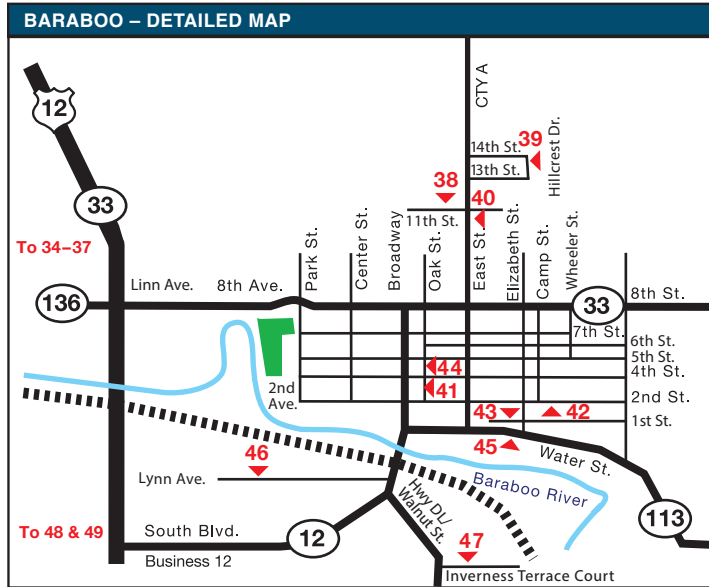 BARABOO – DETAILED MAP
12
CTY A
14th St.
39
13th St.
Hillcrest Dr.
33
38
40
11th St.
To 34–37
Park St.
Center St.
Broadway
Oak St.
East St.
Elizabeth St.
Camp St.
Wheeler St.
136
Linn Ave.
8th Ave.
33
8th St.
7th St.
6th St.
5th St.
44
4th St.
2nd
Ave.
41
2nd St.
43
42
1st St.
45
Water St.
46
Lynn Ave.
Baraboo River
Hwy DL/
Walnut St.
113
To 48 & 49
South Blvd.
12
Business 12
47
Inverness Terrace Court